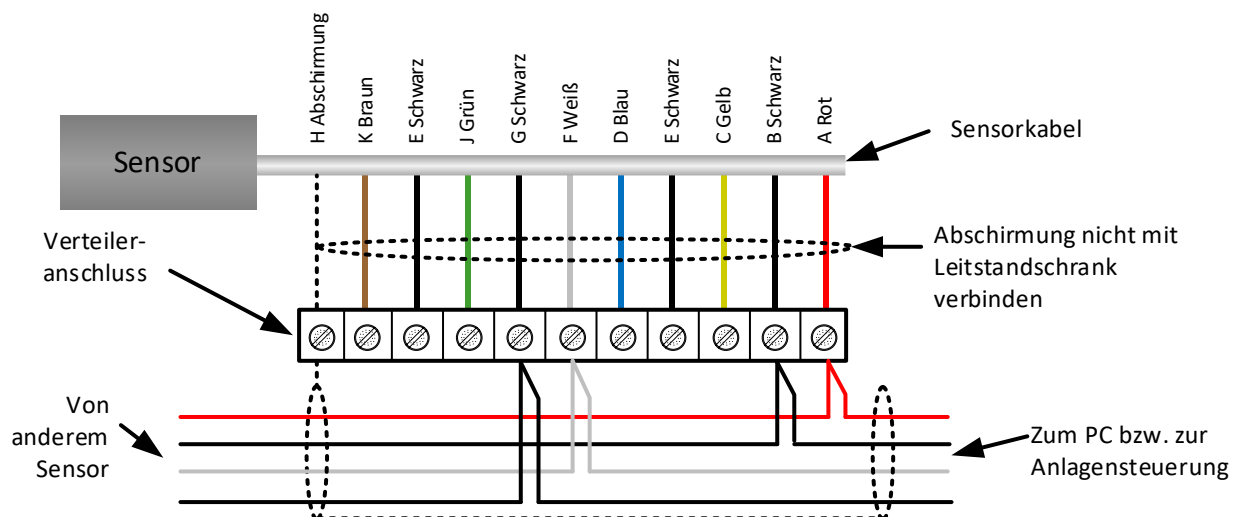 H Abschirmung
K Braun
E Schwarz
J Grün
G Schwarz
F Weiß
D Blau
E Schwarz
C Gelb
B Schwarz
A Rot
Sensor
Sensorkabel
Verteiler-
anschluss
Abschirmung nicht mit
Leitstandschrank
verbinden
Von
anderem
Sensor
Zum PC bzw. zur
Anlagensteuerung